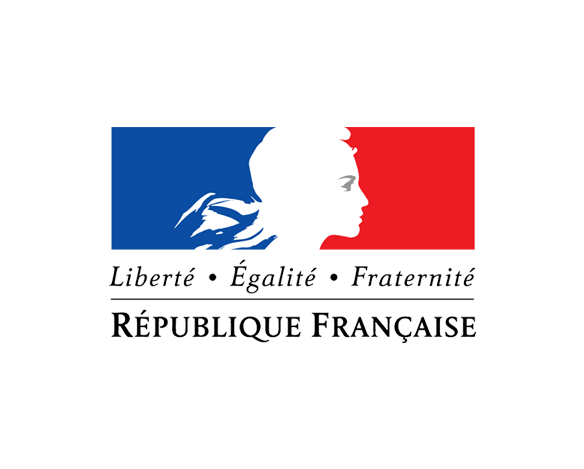 Liberté • Égalité • Fraternité
RÉPUBLIQUE FRANÇAISE